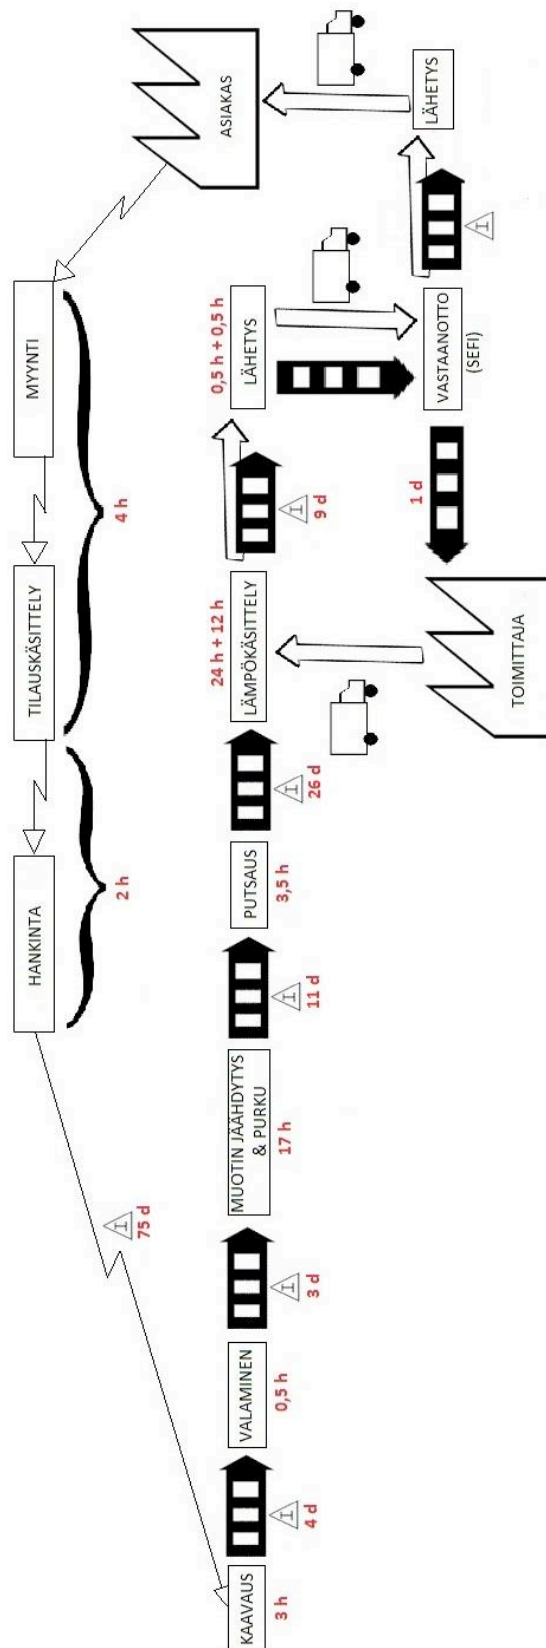 HANKINTA
TILAUSKÄSITTELY
MYYNTI
ASIAKAS
2 h
4 h
I
75 d
KAAVAUS
3 h
I
4 d
VALAMINEN
0,5 h
I
3 d
MUOTIN JÄÄHDYTYS
& PURKU
17 h
I
11 d
PUTSAUS
3,5 h
I
26 d
24 h + 12 h
LÄMPÖKÄSITTELY
I
9 d
0,5 h + 0,5 h
LÄHETYS
TOIMITTAJA
1 d
VASTAANOTTO
(SEFI)
I
LÄHETYS